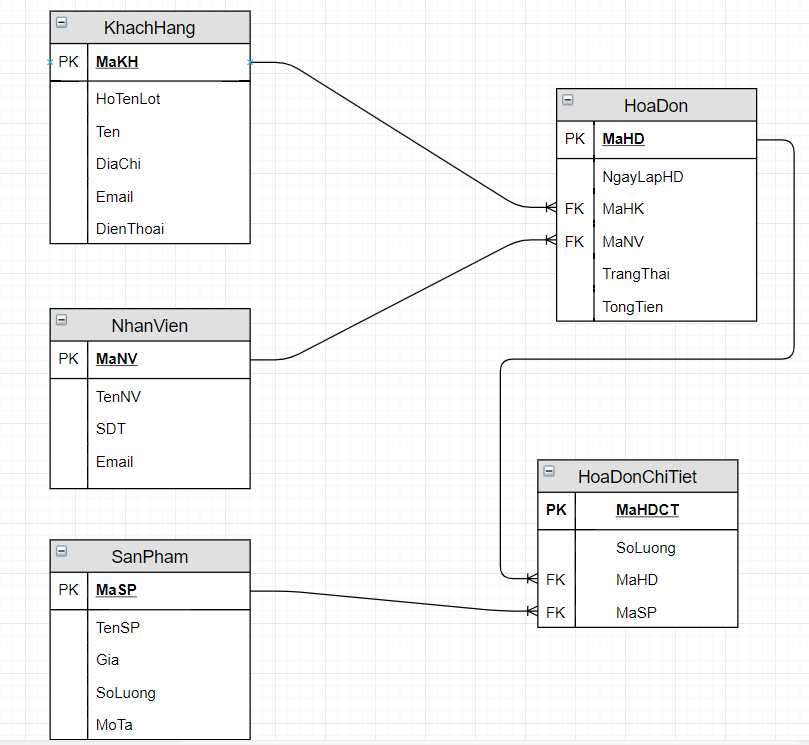 KhachHang
PK MaKH
HoTenLot
Ten
DiaChi
Email
DienThoai
HoaDon
PK MaHD
NgayLapHD
FK MaHK
FK MaNV
TrangThai
TongTien
NhanVien
PK MaNV
TenNV
SDT
Email
HoaDonChiTiet
PK MaHDCT
SoLuong
FK MaHD
FK MaSP
SanPham
PK MaSP
TenSP
Gia
SoLuong
MoTa